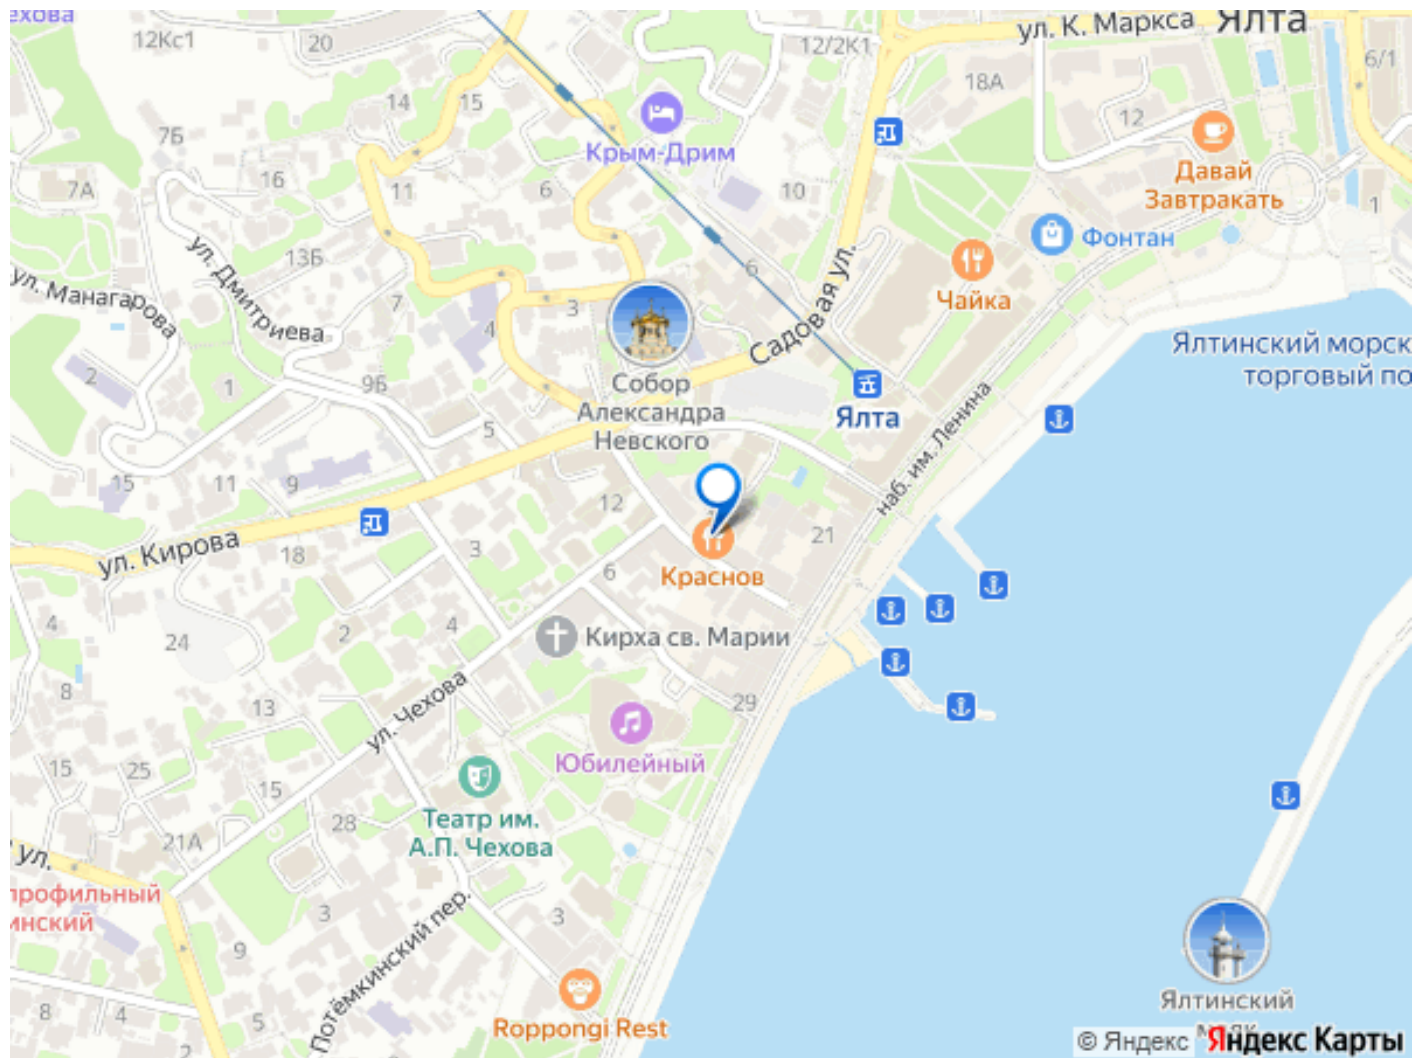 ехова
12Кс1
20
12/2К1
ул. К. Маркса
Ялта
6/1
18А
14
15
12
7Б
Крым-Дрим
Давай
Завтракать
7А
16
11
6
10
1
ул. Дмитриева
13Б
6
Фонтан
ул. Манагарова
7
3
Чайка
4
Садовая ул.
Ялтинский морск
торговый по
2
1
9Б
Собор
Александра
Невского
Ялта
наб. им. Ленина
5
15
11
9
12
21
ул. Кирова
18
3
6
Краснов
4
2
4
24
Кирха св. Марии
8
13
ул. Чехова
29
Юбилейный
15
25
15
Театр им.
А.П. Чехова
28
21А
ул.
профильный
инский
3
3
9
Потёмкинский пер.
8
4
5
2
Roppongi Rest
Ялтинский
маяк
© Яндекс
Яндекс Карты